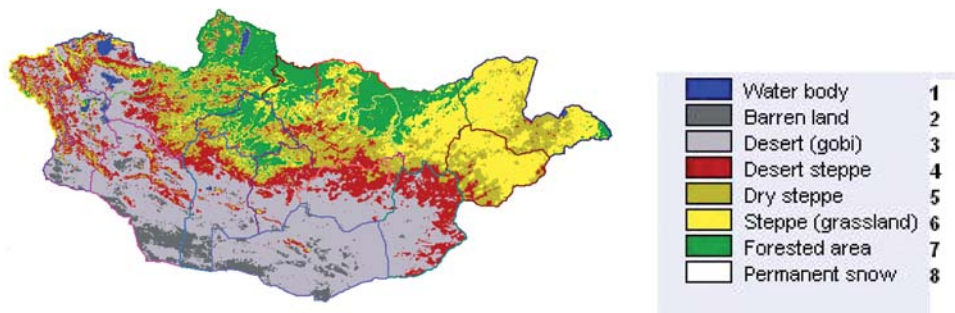 Water body 1
Barren land 2
Desert (gobi) 3
Desert steppe 4
Dry steppe 5
Steppe (grassland) 6
Forested area 7
Permanent snow 8